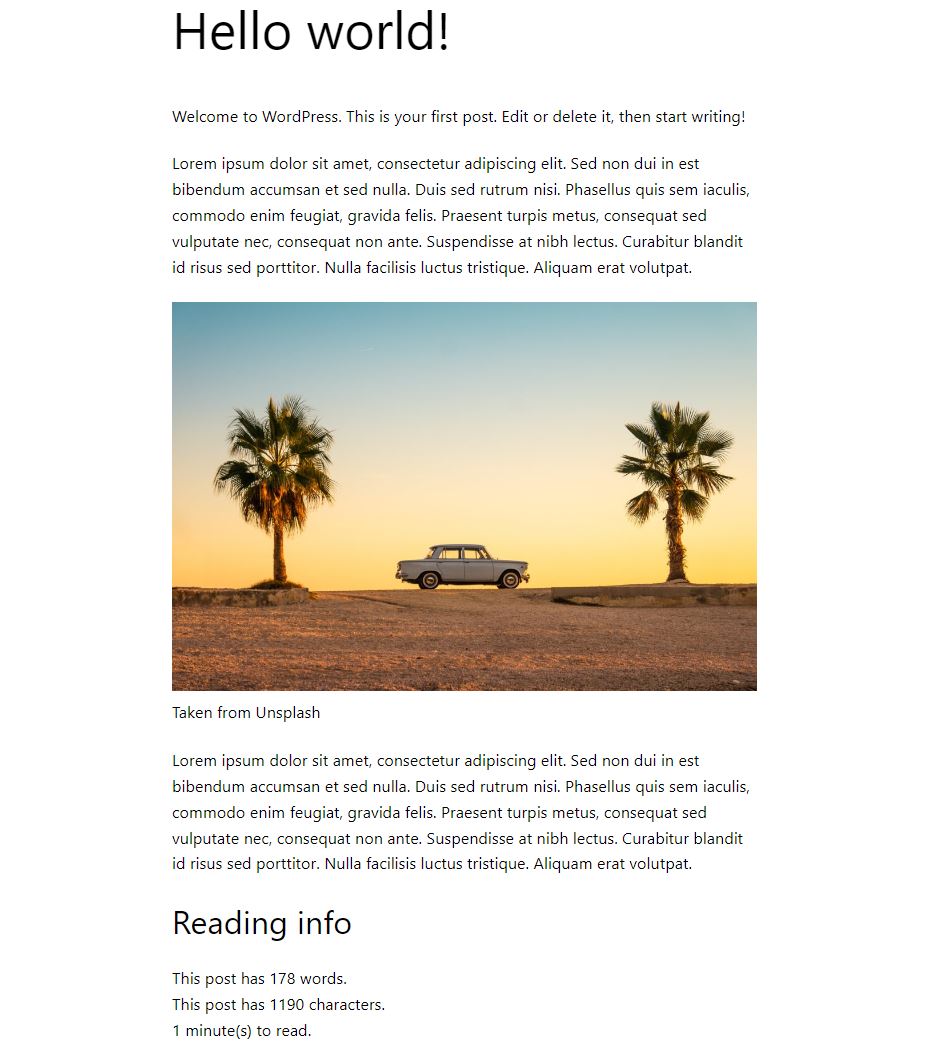 Hello world!
Welcome to WordPress. This is your first post. Edit or delete it, then start writing!
Lorem ipsum dolor sit amet, consectetur adipiscing elit. Sed non dui in est
bibendum accumsan et sed nulla. Duis sed rutrum nisi. Phasellus quis sem iaculis,
commodo enim feugiat, gravida felis. Praesent turpis metus, consequat sed
vulputate nec, consequat non ante. Suspendisse at nibh lectus. Curabitur blandit
id risus sed porttitor. Nulla facilisis luctus tristique. Aliquam erat volutpat.
Taken from Unsplash
Lorem ipsum dolor sit amet, consectetur adipiscing elit. Sed non dui in est
bibendum accumsan et sed nulla. Duis sed rutrum nisi. Phasellus quis sem iaculis,
commodo enim feugiat, gravida felis. Praesent turpis metus, consequat sed
vulputate nec, consequat non ante. Suspendisse at nibh lectus. Curabitur blandit
id risus sed porttitor. Nulla facilisis luctus tristique. Aliquam erat volutpat.
Reading info
This post has 178 words.
This post has 1190 characters.
1 minute(s) to read.